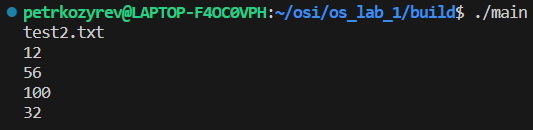 petrkozyrev@LAPTOP-F4OC0VPH:~/osi/os_lab_1/build$ ./main
test2.txt
12
56
100
32